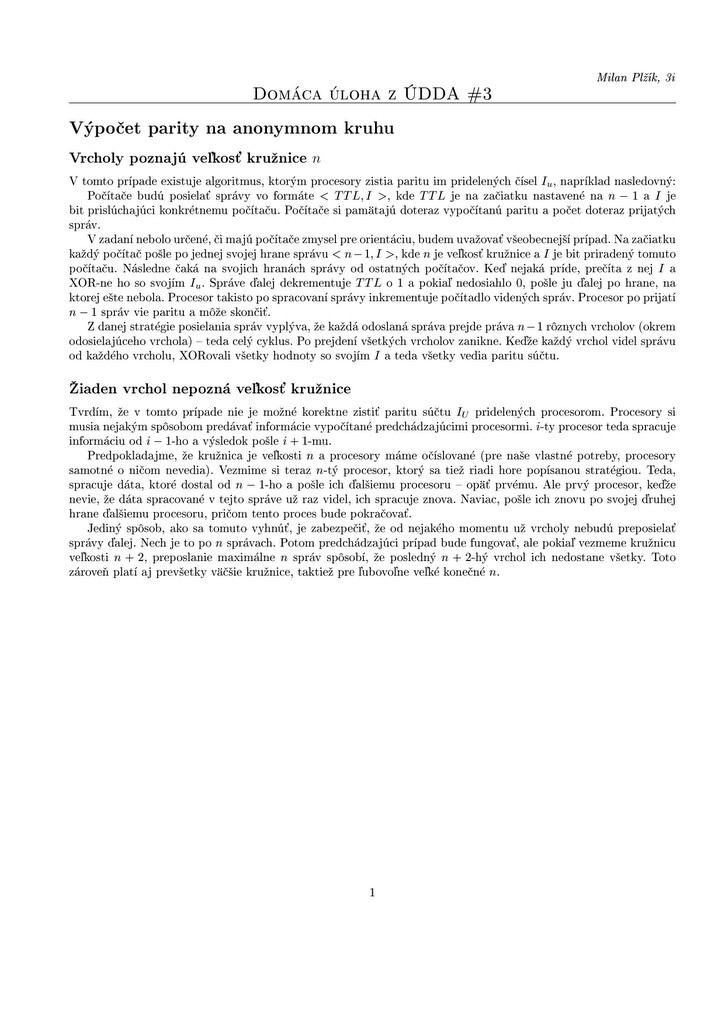 Milan Plžík, 3i
Domáca úloha z ÚDDA #3
Výpočet parity na anonymnom kruhu
Vrcholy poznajú veľkosť kružnice n
V tomto prípade existuje algoritmus, ktorým procesory zistia paritu im pridelených čísel I_u, napríklad nasledovný:
Počítače budú posielať správy vo formáte < TTL, I >, kde TTL je na začiatku nastavené na n − 1 a I je
bit prislúchajúci konkrétnemu počítaču. Počítače si pamätajú doteraz vypočítanú paritu a počet doteraz prijatých
správ.
V zadaní nebolo určené, či majú počítače zmysel pre orientáciu, budem uvažovať všeobecnejší prípad. Na začiatku
každý počítač pošle po jednej svojej hrane správu < n − 1, I >, kde n je veľkosť kružnice a I je bit priradený tomuto
počítaču. Následne čaká na svojich hranách správy od ostatných počítačov. Keď nejaká príde, prečíta z nej I a
XOR-ne ho so svojím I_u. Správe ďalej dekrementuje TTL o 1 a pokiaľ nedosiahlo 0, pošle ju ďalej po hrane, na
ktorej ešte nebola. Procesor takisto po spracovaní správy inkrementuje počítadlo videných správ. Procesor po prijatí
n − 1 správ vie paritu a môže skončiť.
Z danej stratégie posielania správ vyplýva, že každá odoslaná správa prejde práva n − 1 rôznych vrcholov (okrem
odosielajúceho vrchola) – teda celý cyklus. Po prejdení všetkých vrcholov zanikne. Keďže každý vrchol videl správu
od každého vrcholu, XORovali všetky hodnoty so svojím I a teda všetky vedia paritu súčtu.
Žiaden vrchol nepozná veľkosť kružnice
Tvrdím, že v tomto prípade nie je možné korektne zistiť paritu súčtu I_U pridelených procesorom. Procesory si
musia nejakým spôsobom predávať informácie vypočítané predchádzajúcimi procesormi. i-ty procesor teda spracuje
informáciu od i − 1-ho a výsledok pošle i + 1-mu.
Predpokladajme, že kružnica je veľkosti n a procesory máme očíslované (pre naše vlastné potreby, procesory
samotné o ničom nevedia). Vezmime si teraz n-tý procesor, ktorý sa tiež riadi hore popísanou stratégiou. Teda,
spracuje dáta, ktoré dostal od n − 1-ho a pošle ich ďalšiemu procesoru – opäť prvému. Ale prvý procesor, keďže
nevie, že dáta spracované v tejto správe už raz videl, ich spracuje znova. Naviac, pošle ich znovu po svojej druhej
hrane ďalšiemu procesoru, pričom tento proces bude pokračovať.
Jediný spôsob, ako sa tomuto vyhnúť, je zabezpečiť, že od nejakého momentu už vrcholy nebudú preposielať
správy ďalej. Nech je to po n správach. Potom predchádzajúci prípad bude fungovať, ale pokiaľ vezmeme kružnicu
veľkosti n + 2, preposlanie maximálne n správ spôsobí, že posledný n + 2-hý vrchol ich nedostane všetky. Toto
zároveň platí aj prevšetky väčšie kružnice, taktiež pre ľubovoľne veľké konečné n.
1